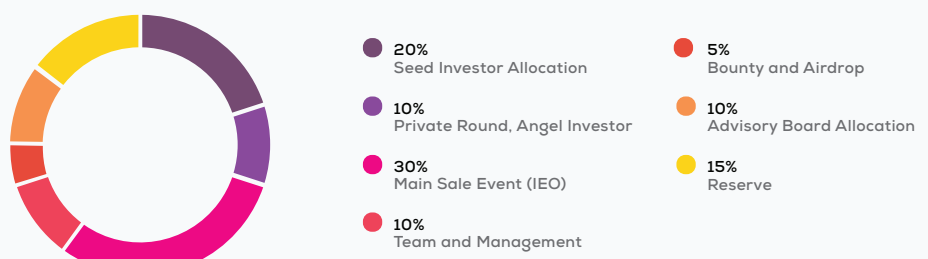 20%
Seed Investor Allocation
10%
Private Round, Angel Investor
30%
Main Sale Event (IEO)
10%
Team and Management
5%
Bounty and Airdrop
10%
Advisory Board Allocation
15%
Reserve